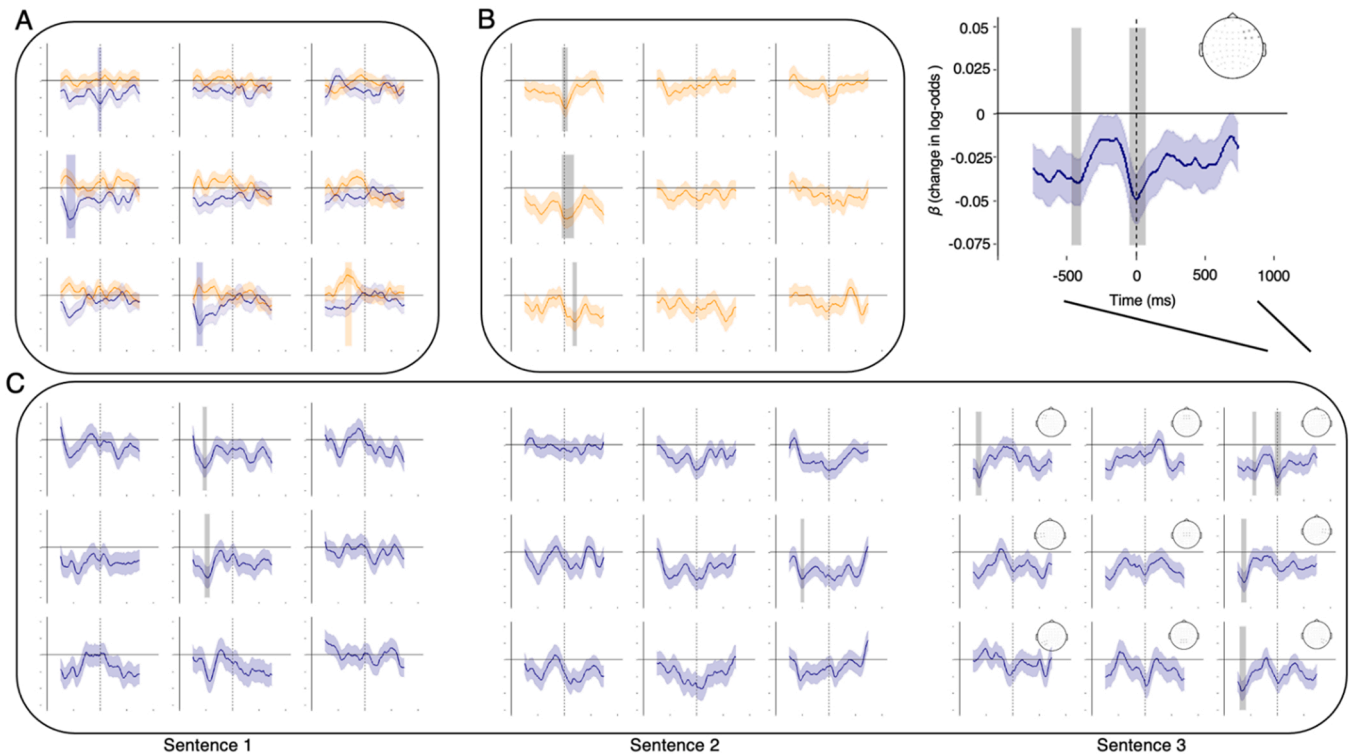 A
B
0.05
0.025
0
-0.025
-0.05
-0.075
β (change in log-odds )
-500
0
500
1000
Time (ms)
C
Sentence 1
Sentence 2
Sentence 3